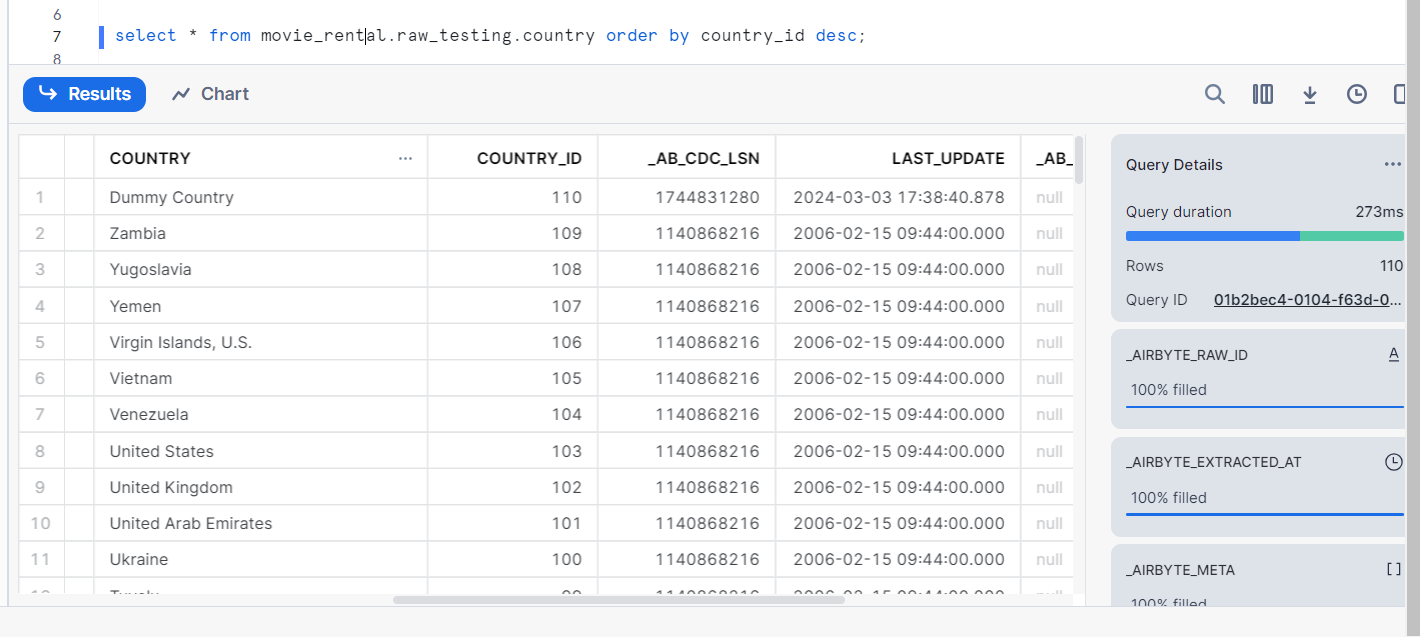 6
7 select * from movie_rental.raw_testing.country order by country_id desc;
8
Results Chart
COUNTRY ... COUNTRY_ID _AB_CDC_LSN LAST_UPDATE _AB_
1 Dummy Country 110 1744831280 2024-03-03 17:38:40.878 null
2 Zambia 109 1140868216 2006-02-15 09:44:00.000 null
3 Yugoslavia 108 1140868216 2006-02-15 09:44:00.000 null
4 Yemen 107 1140868216 2006-02-15 09:44:00.000 null
5 Virgin Islands, U.S. 106 1140868216 2006-02-15 09:44:00.000 null
6 Vietnam 105 1140868216 2006-02-15 09:44:00.000 null
7 Venezuela 104 1140868216 2006-02-15 09:44:00.000 null
8 United States 103 1140868216 2006-02-15 09:44:00.000 null
9 United Kingdom 102 1140868216 2006-02-15 09:44:00.000 null
10 United Arab Emirates 101 1140868216 2006-02-15 09:44:00.000 null
11 Ukraine 100 1140868216 2006-02-15 09:44:00.000 null
Query Details ...
Query duration 273ms
Rows 110
Query ID 01b2bec4-0104-f63d-0...
_AIRBYTE_RAW_ID A
100% filled
_AIRBYTE_EXTRACTED_AT
100% filled
_AIRBYTE_META [ ]
100% filled